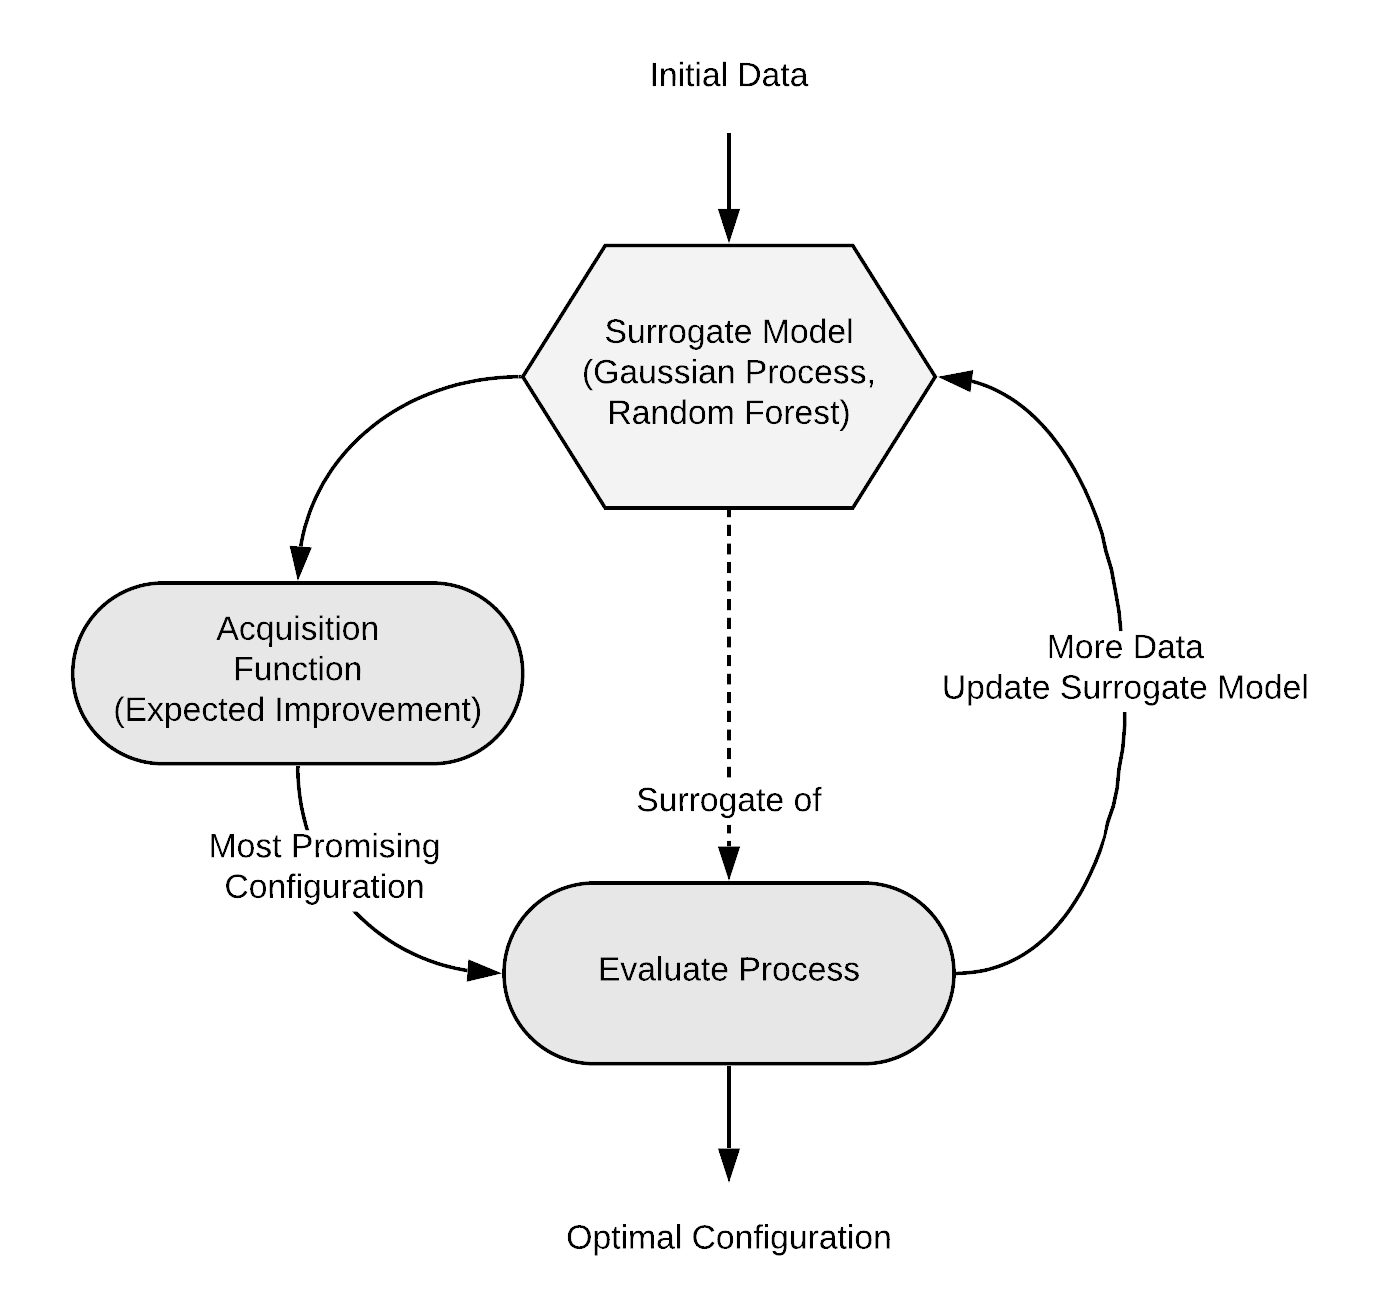 Initial Data
Surrogate Model
(Gaussian Process,
Random Forest)
Acquisition
Function
(Expected Improvement)
More Data
Update Surrogate Model
Surrogate of
Most Promising
Configuration
Evaluate Process
Optimal Configuration